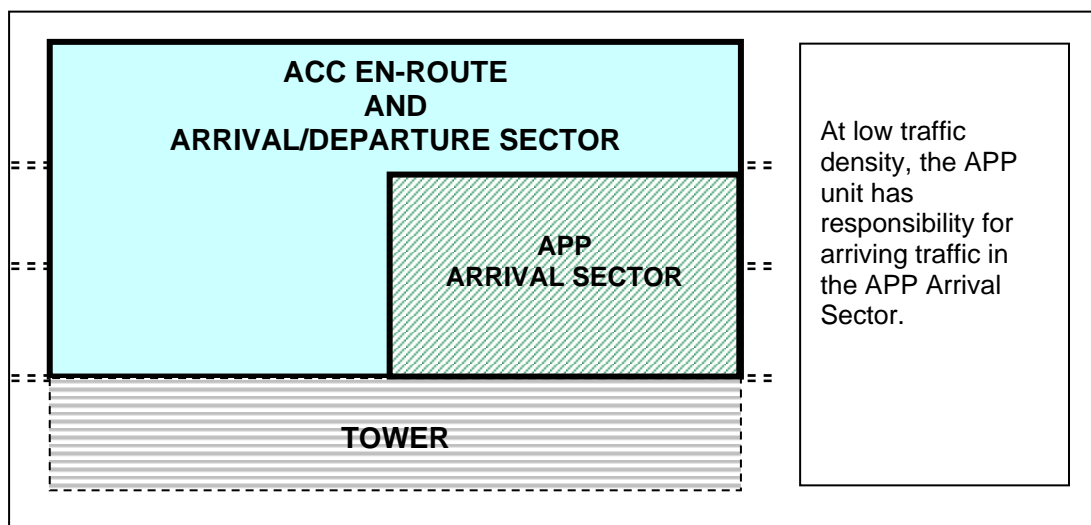 ACC EN-ROUTE
AND
ARRIVAL/DEPARTURE SECTOR
APP
ARRIVAL SECTOR
TOWER
At low traffic
density, the APP
unit has
responsibility for
arriving traffic in
the APP Arrival
Sector.